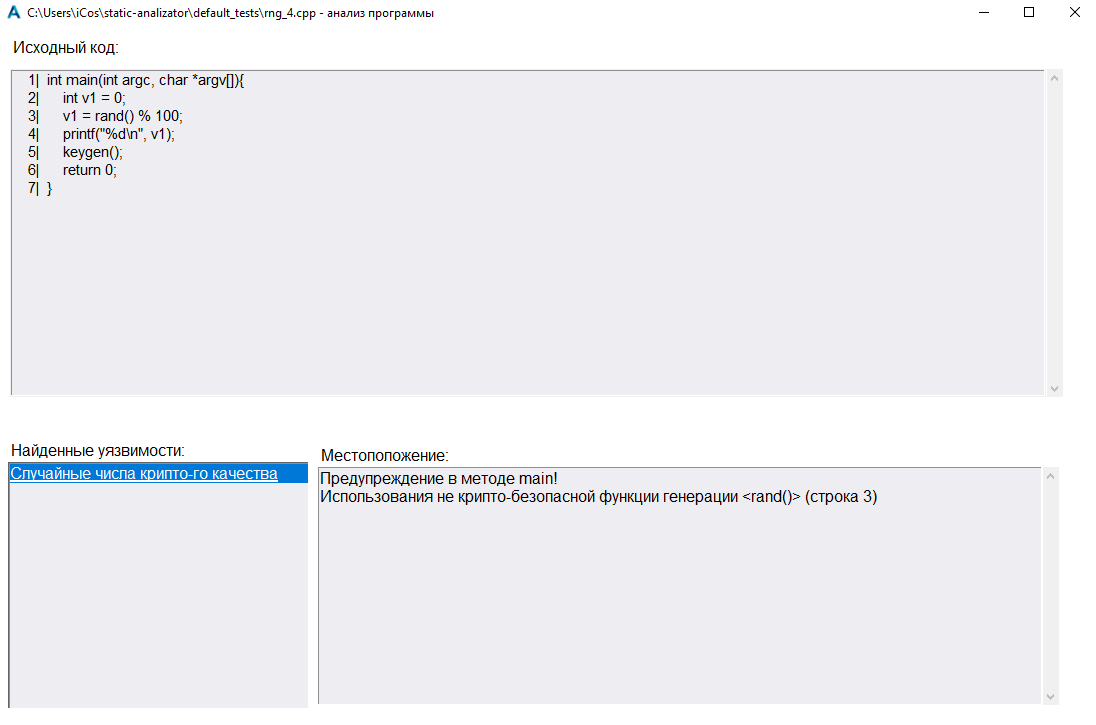 C:\Users\iCos\static-analizator\default_tests\rng_4.cpp - анализ программы
Исходный код:
1| int main(int argc, char *argv[]){
2|     int v1 = 0;
3|     v1 = rand() % 100;
4|     printf("%d\n", v1);
5|     keygen();
6|     return 0;
7| }
Найденные уязвимости:
Случайные числа крипто-го качества
Местоположение:
Предупреждение в методе main!
Использования не крипто-безопасной функции генерации <rand()> (строка 3)